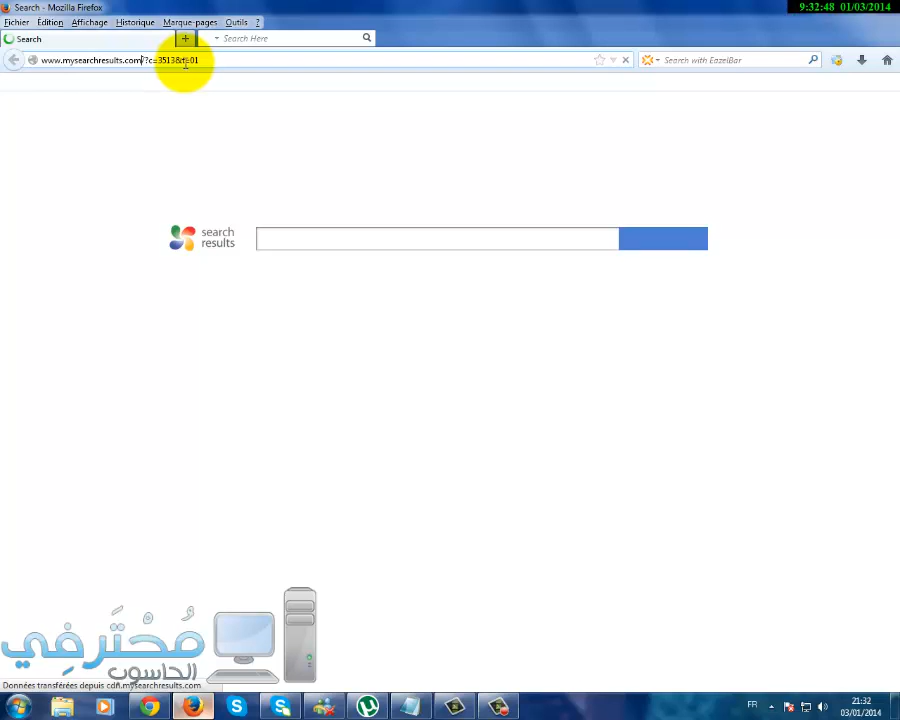 Search - Mozilla Firefox
9:32:48 01/03/2014
Fichier Édition Affichage Historique Marque-pages Outils ?
Search
+
Search Here
www.mysearchresults.com/?c=3513&t=01
Search with EazelBar
search
results
مُحْتَرفِي
الحاسوب
Données transférées depuis cdn.mysearchresults.com
FR
21:32
03/01/2014